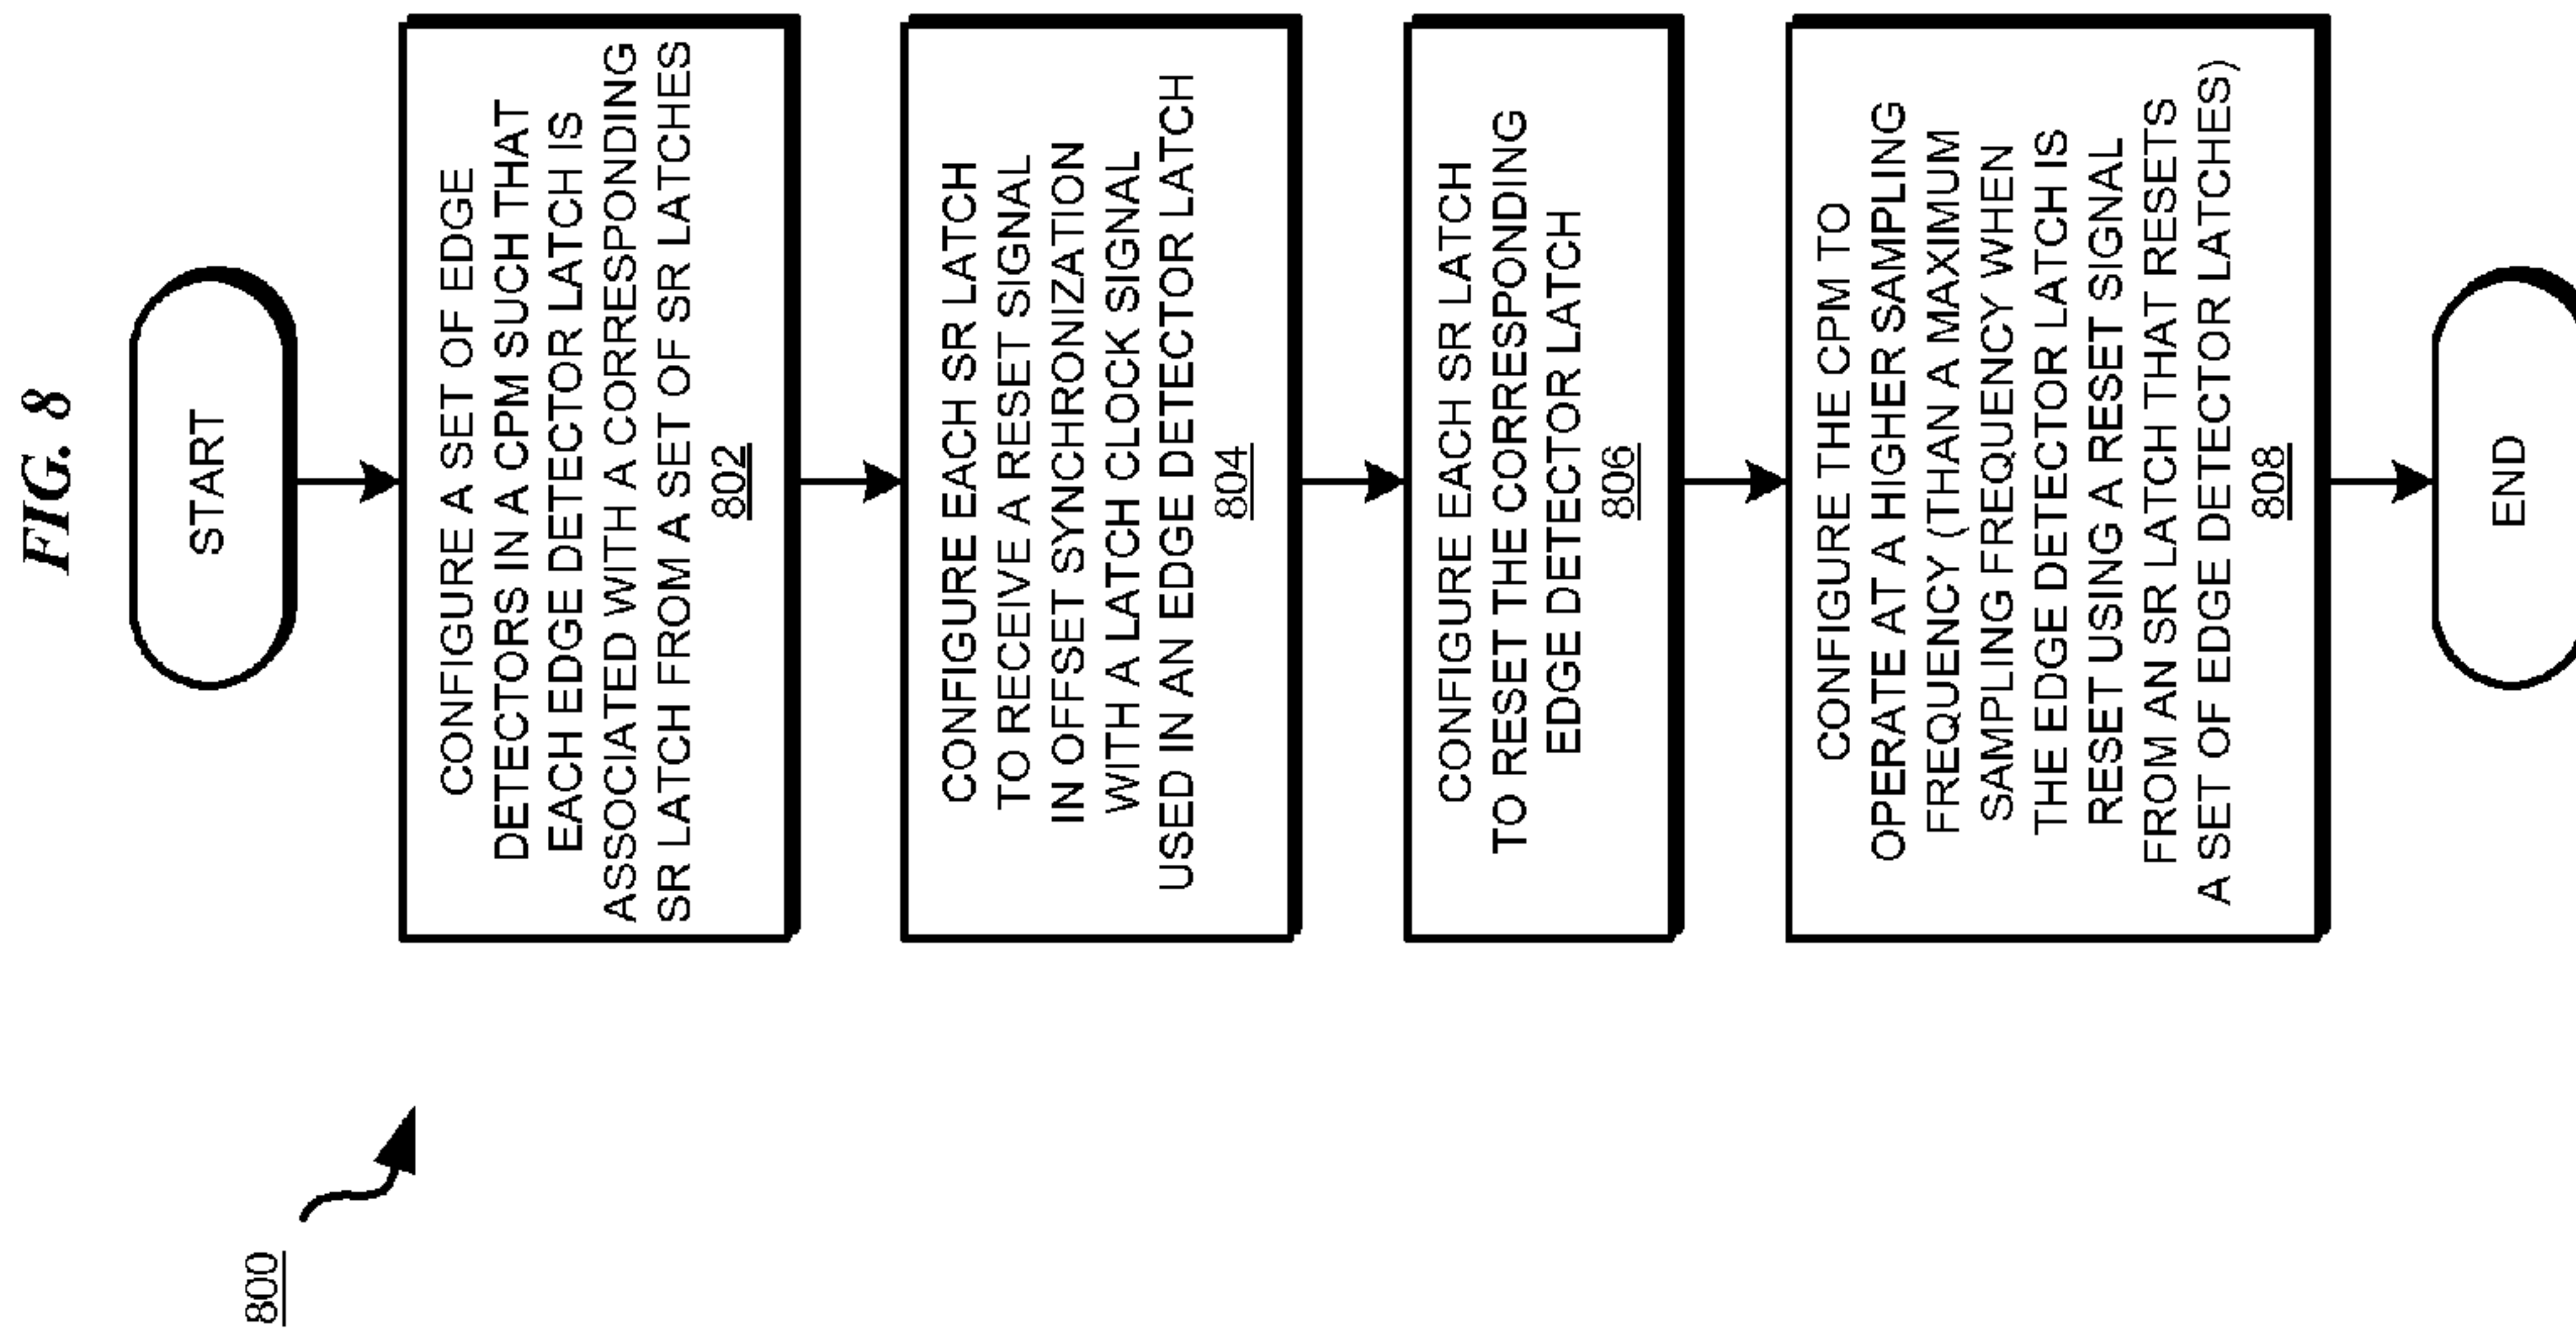 FIG. 8
800
START
CONFIGURE A SET OF EDGE
DETECTORS IN A CPM SUCH THAT
EACH EDGE DETECTOR LATCH IS
ASSOCIATED WITH A CORRESPONDING
SR LATCH FROM A SET OF SR LATCHES
802
CONFIGURE EACH SR LATCH
TO RECEIVE A RESET SIGNAL
IN OFFSET SYNCHRONIZATION
WITH A LATCH CLOCK SIGNAL
USED IN AN EDGE DETECTOR LATCH
804
CONFIGURE EACH SR LATCH
TO RESET THE CORRESPONDING
EDGE DETECTOR LATCH
806
CONFIGURE THE CPM TO
OPERATE AT A HIGHER SAMPLING
FREQUENCY (THAN A MAXIMUM
SAMPLING FREQUENCY WHEN
THE EDGE DETECTOR LATCH IS
RESET USING A RESET SIGNAL
FROM AN SR LATCH THAT RESETS
A SET OF EDGE DETECTOR LATCHES)
808
END